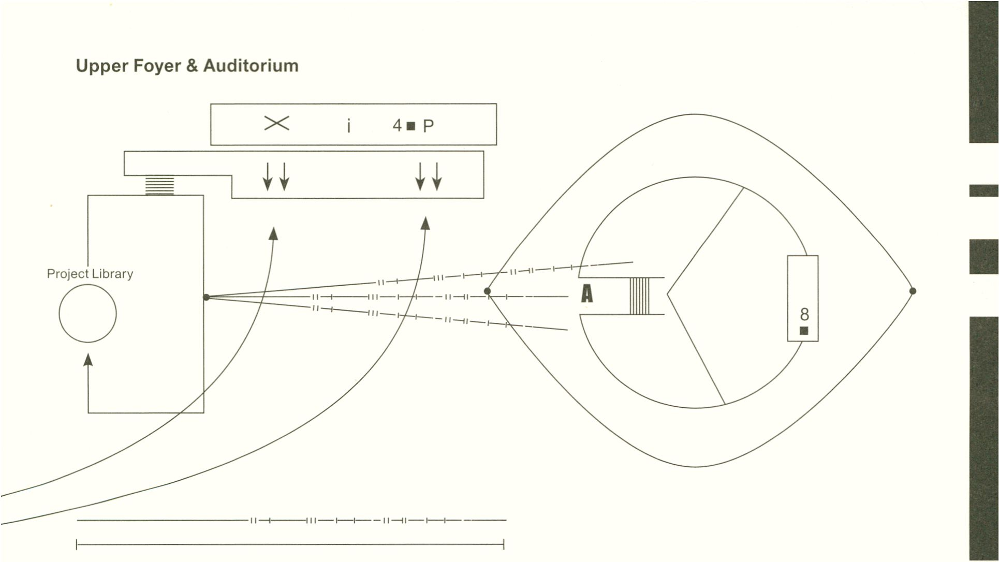 Upper Foyer & Auditorium
i 4 ■ P
Project Library
A
8